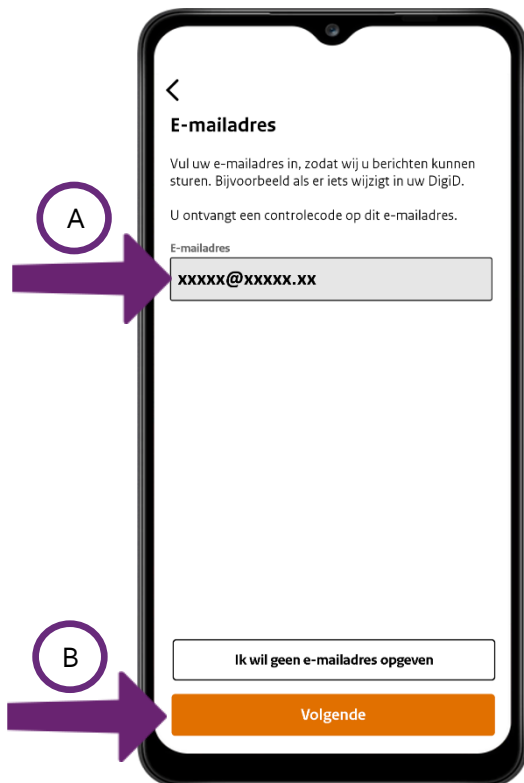 E-mailadres
Vul uw e-mailadres in, zodat wij u berichten kunnen
sturen. Bijvoorbeeld als er iets wijzigt in uw DigiD.
A
U ontvangt een controlecode op dit e-mailadres.
E-mailadres
xxxxx@xxxxx.xx
B
Ik wil geen e-mailadres opgeven
Volgende